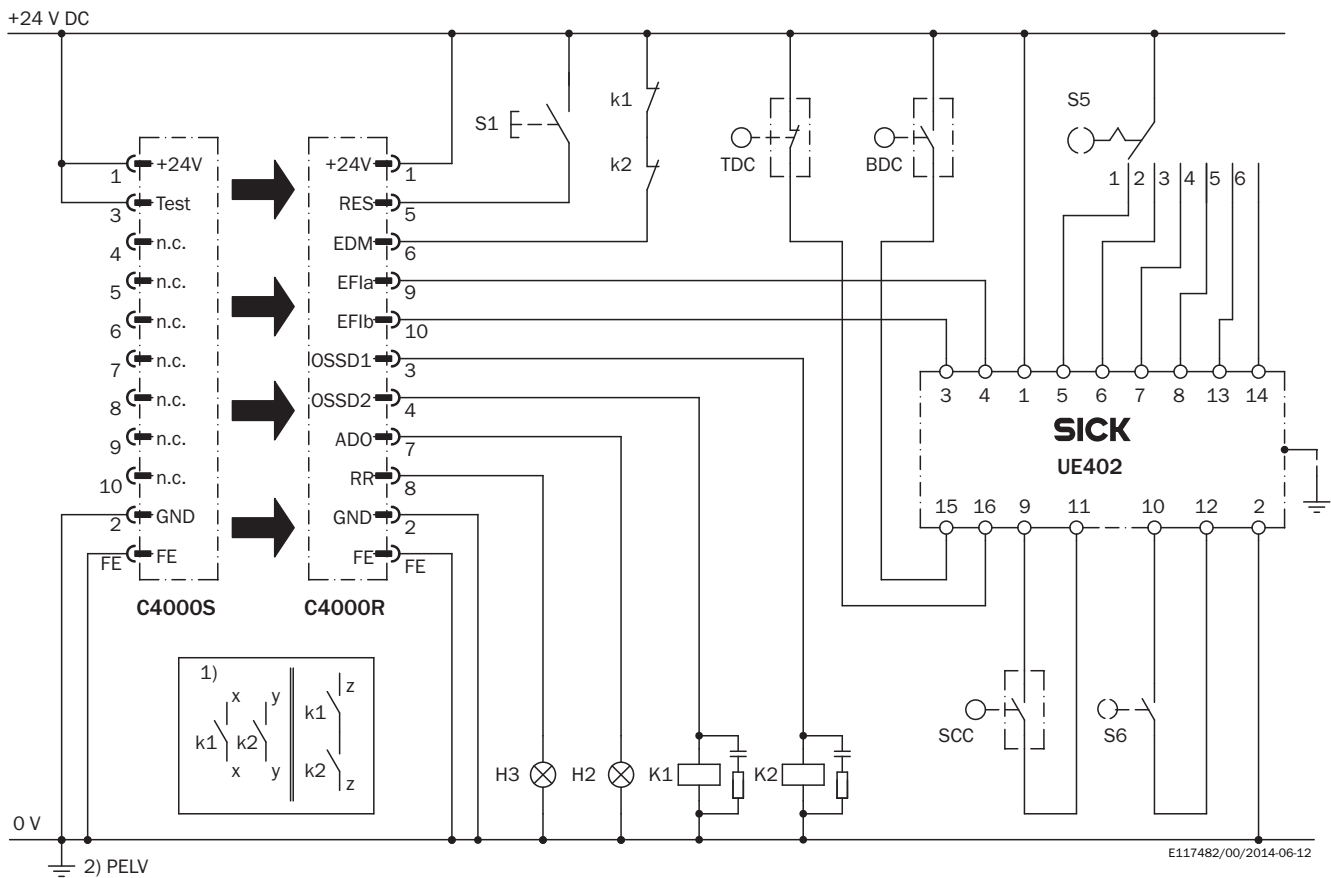 +24 V DC
S1
k1
k2
TDC
BDC
S5
1 2 3 4 5 6
1 +24V
3 Test
4 n.c.
5 n.c.
6 n.c.
7 n.c.
8 n.c.
9 n.c.
10 n.c.
2 GND
FE FE
C4000S
+24V 1
RES 5
EDM 6
EFIa 9
EFIb 10
OSSD1 3
OSSD2 4
ADO 7
RR 8
GND 2
FE FE
C4000R
3 4 1 5 6 7 8 13 14
SICK
UE402
15 16 9 11 10 12 2
SCC
S6
1)
x y z
k1 k2 k1
x y k2 z
H3 H2 K1 K2
0 V
E117482/00/2014-06-12
2) PELV